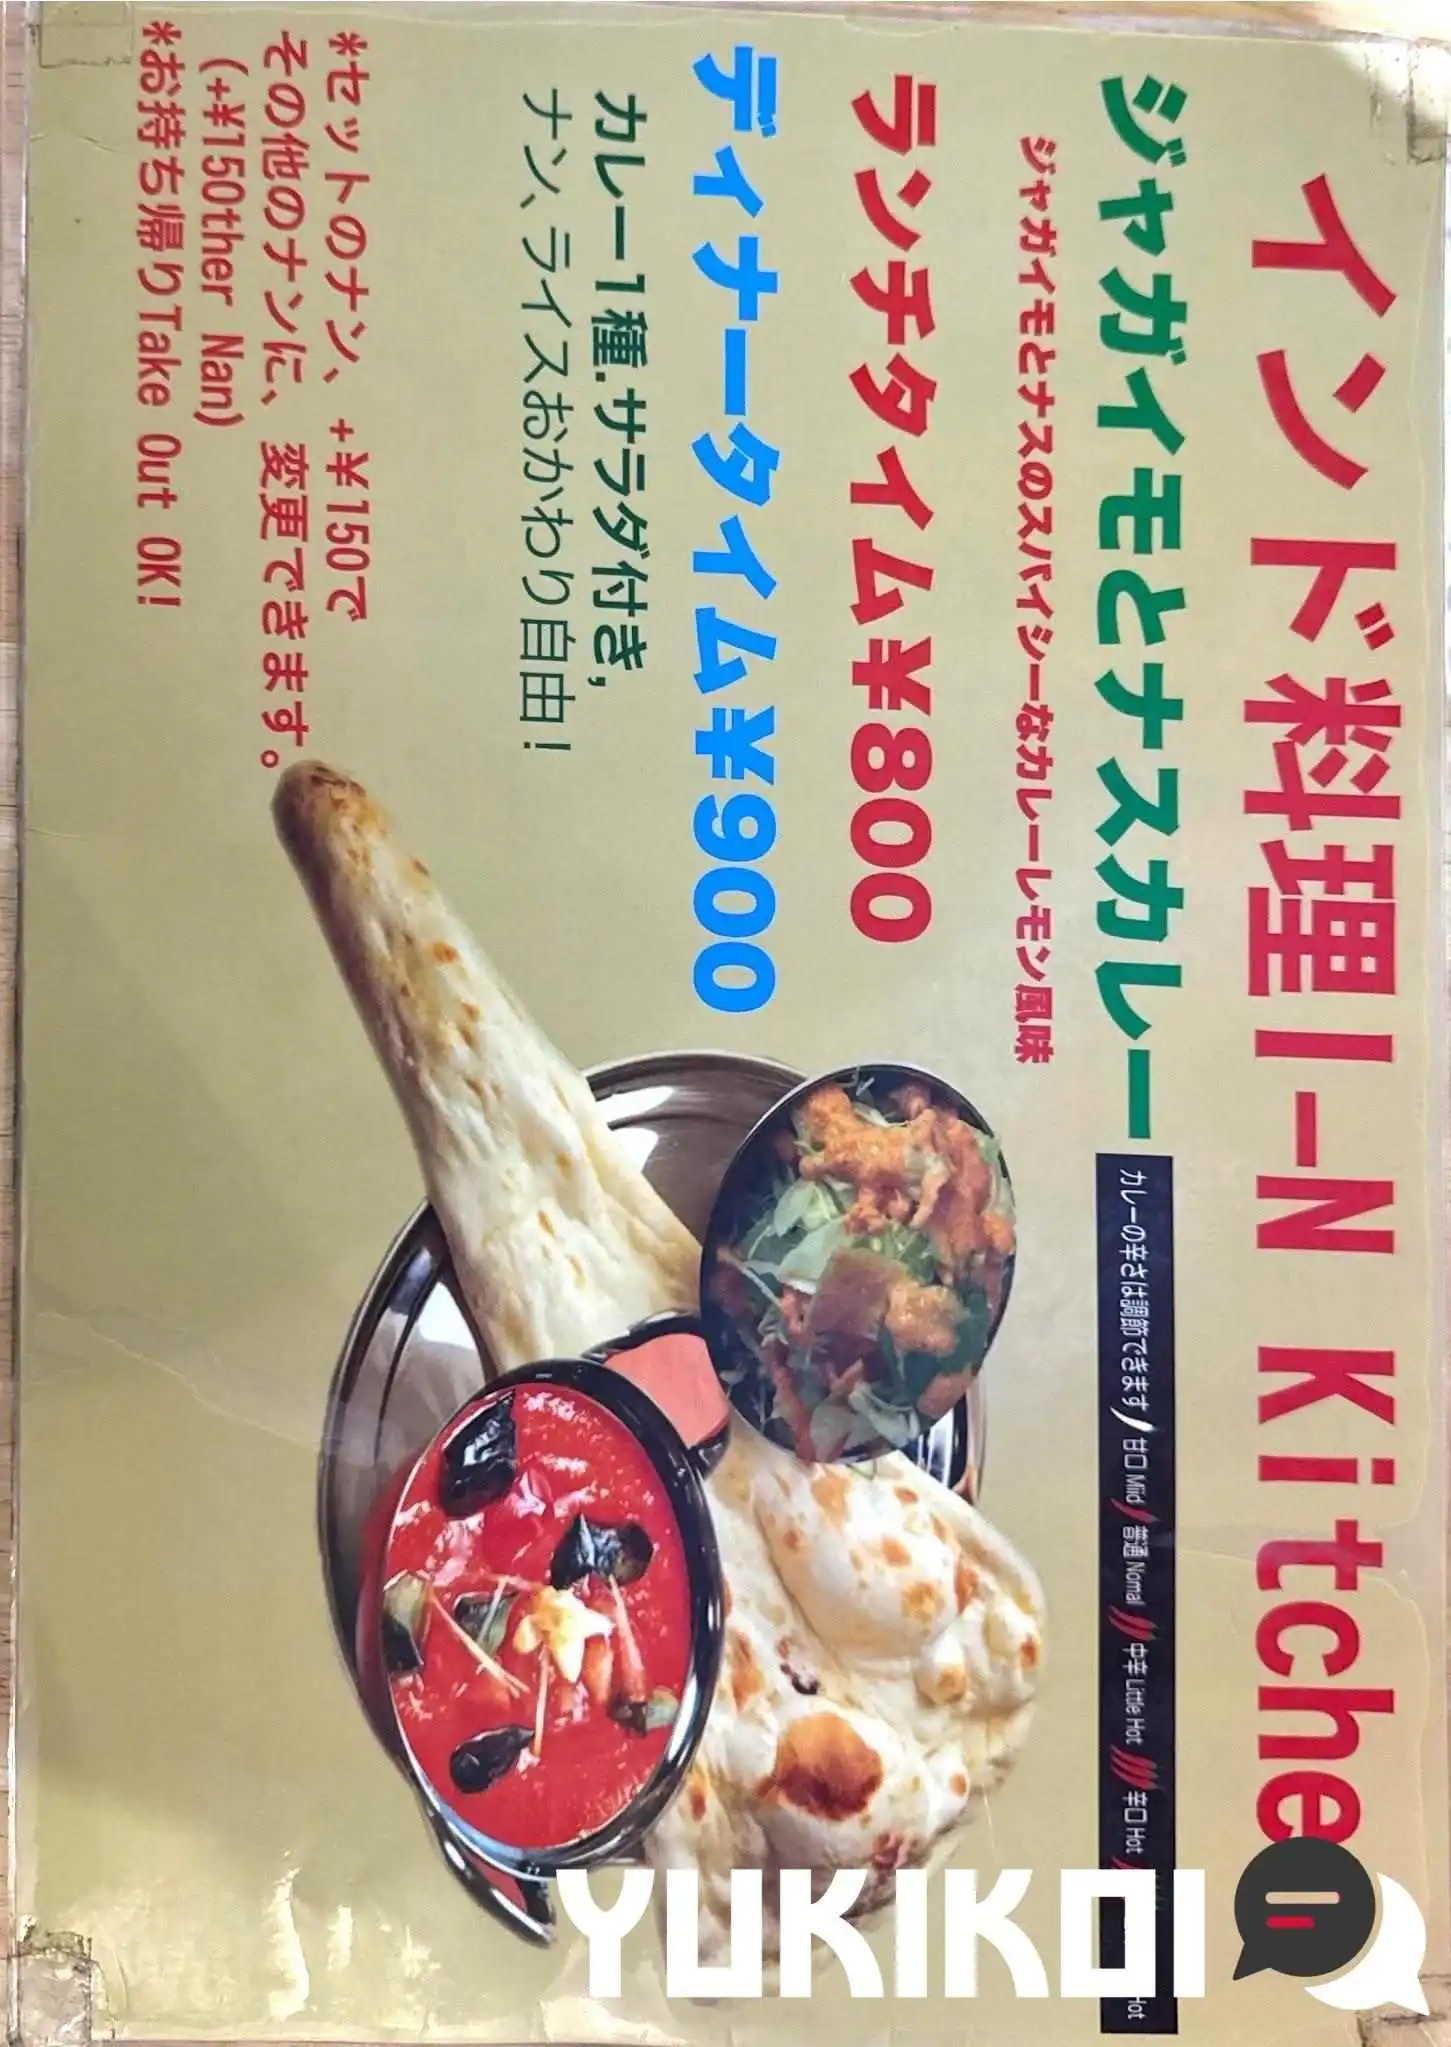 インド料理I-N Kitche
ジャガイモとナスカレー
カレーの辛さは調節できます 甘口 Mild 普通 Nomal 中辛 Little Hot 辛口 Hot
ジャガイモとナスのスパイシーなカレーレモン風味
ランチタイム¥800
ディナータイム¥900
カレー1種.サラダ付き,
ナン、ライスおかわり自由!
*セットのナン、+¥150で
その他のナンに、変更できます。
(+¥150ther Nan)
*お持ち帰りTake Out OK!
YUKIKOI